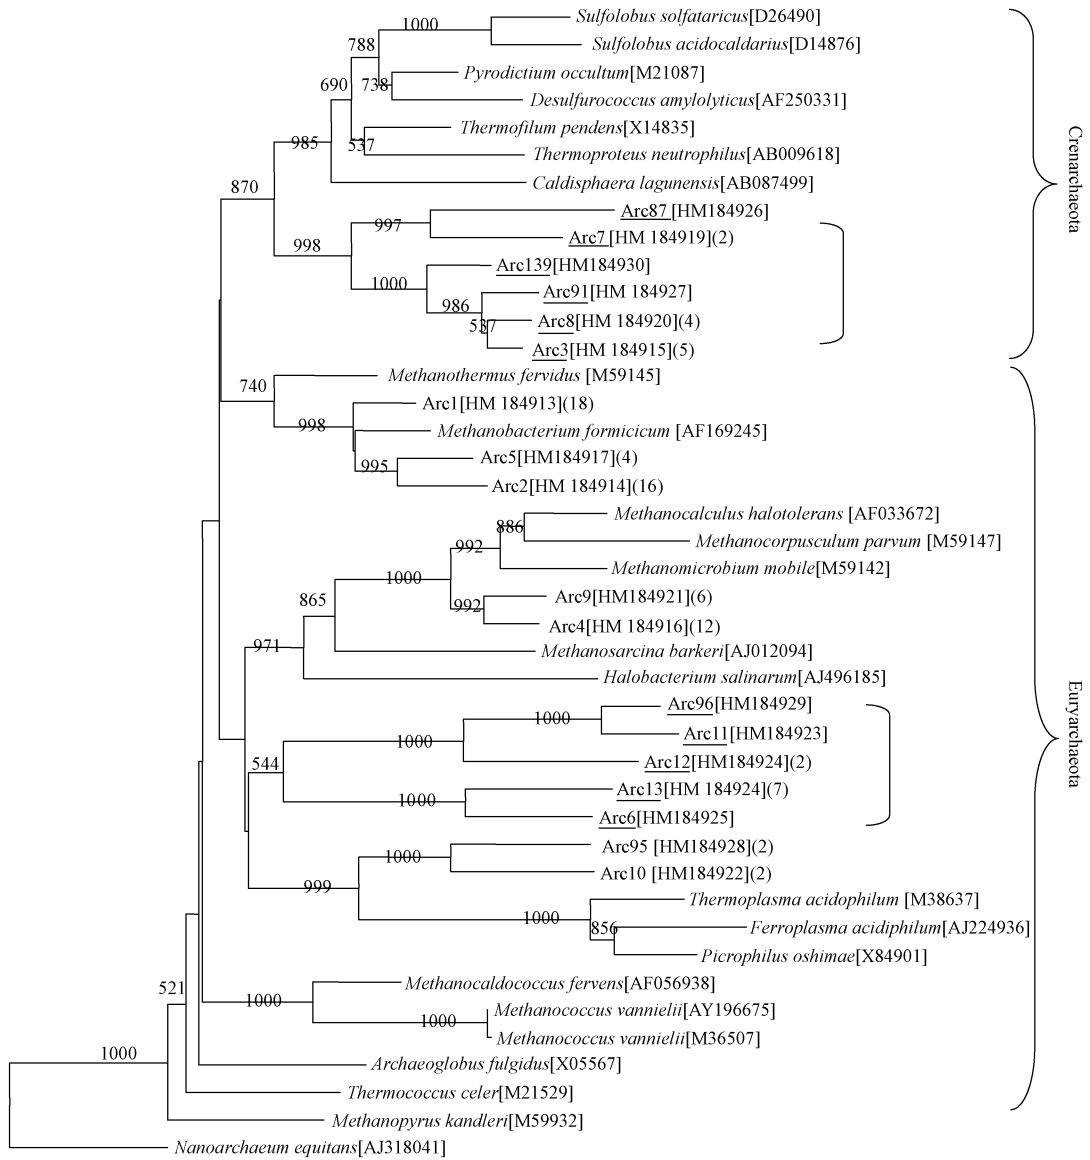 1000
Sulfolobus solfataricus[D26490]
788
Sulfolobus acidocaldarius[D14876]
690
738
Pyrodictium occultum[M21087]
Desulfurococcus amylolyticus[AF250331]
985
537
Thermofilum pendens[X14835]
Thermoproteus neutrophilus[AB009618]
Caldisphaera lagunensis[AB087499]
Crenarchaeota
870
997
Arc87[HM184926]
998
Arc7[HM 184919](2)
1000
Arc139[HM184930]
986
Arc91[HM 184927]
537
Arc8[HM 184920](4)
Arc3[HM 184915](5)
740
Methanothermus fervidus [M59145]
998
Arc1[HM 184913](18)
Methanobacterium formicicum [AF169245]
995
Arc5[HM184917](4)
Arc2[HM 184914](16)
886
Methanocalculus halotolerans [AF033672]
992
Methanocorpusculum parvum [M59147]
1000
Methanomicrobium mobile[M59142]
865
992
Arc9[HM184921](6)
Arc4[HM 184916](12)
971
Methanosarcina barkeri[AJ012094]
Halobacterium salinarum[AJ496185]
Euryarchaeota
1000
Arc96[HM184929]
1000
Arc11[HM184923]
544
Arc12[HM184924](2)
1000
Arc13[HM 184924](7)
Arc6[HM184925]
1000
Arc95 [HM184928](2)
999
Arc10 [HM184922](2)
1000
Thermoplasma acidophilum [M38637]
856
Ferroplasma acidiphilum[AJ224936]
Picrophilus oshimae[X84901]
521
1000
Methanocaldococcus fervens[AF056938]
1000
Methanococcus vannielii[AY196675]
Methanococcus vannielii[M36507]
1000
Archaeoglobus fulgidus[X05567]
Thermococcus celer[M21529]
Methanopyrus kandleri[M59932]
Nanoarchaeum equitans[AJ318041]